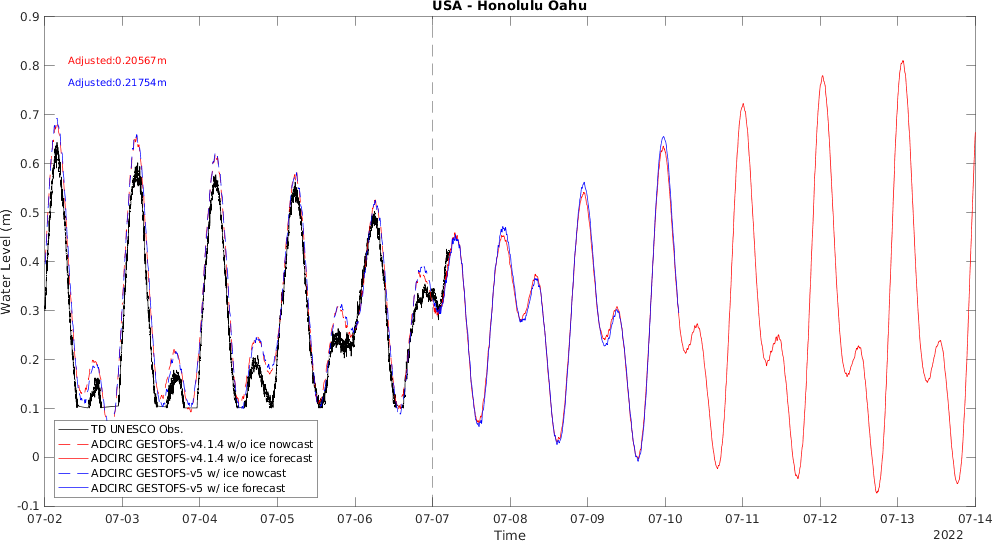 USA - Honolulu Oahu
0.9
0.8
0.7
0.6
0.5
0.4
0.3
0.2
0.1
0
-0.1
Water Level (m)
Adjusted:0.20567m
Adjusted:0.21754m
TD UNESCO Obs.
ADCIRC GESTOFS-v4.1.4 w/o ice nowcast
ADCIRC GESTOFS-v4.1.4 w/o ice forecast
ADCIRC GESTOFS-v5 w/ ice nowcast
ADCIRC GESTOFS-v5 w/ ice forecast
07-02 07-03 07-04 07-05 07-06 07-07 07-08 07-09 07-10 07-11 07-12 07-13 07-14
Time
2022